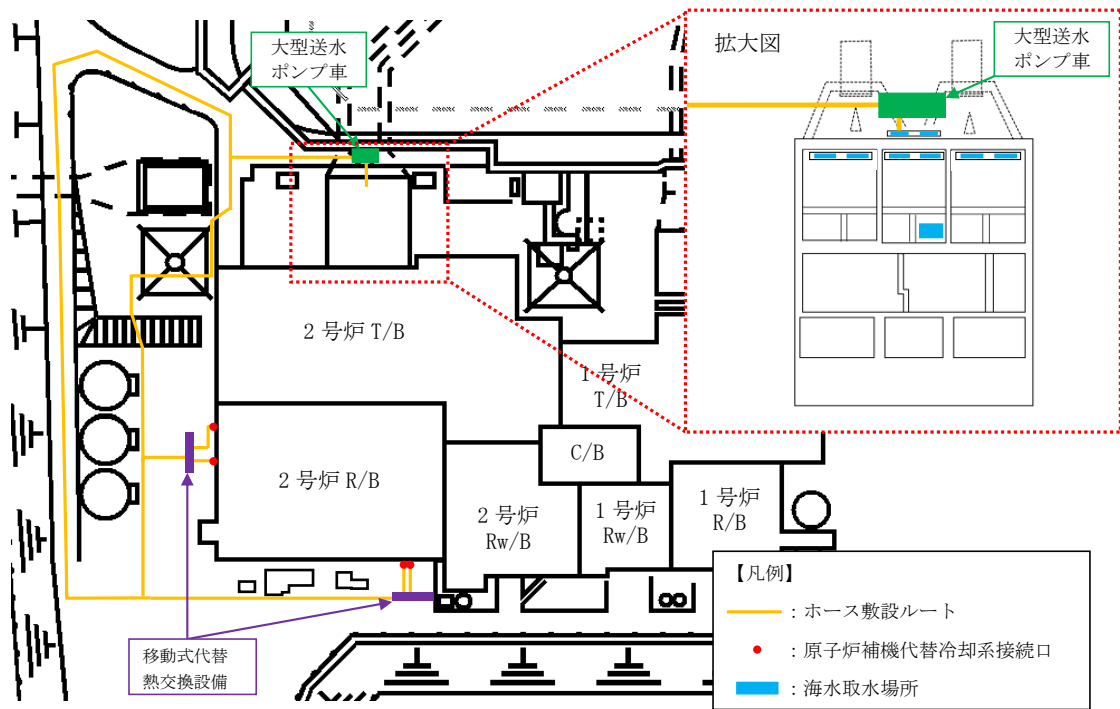 大型送水
ポンプ車
拡大図
大型送水
ポンプ車
2 号炉 T/B
1 号炉
T/B
C/B
2 号炉 R/B
2 号炉
Rw/B
1 号炉
Rw/B
1 号炉
R/B
移動式代替
熱交換設備
【凡例】
：ホース敷設ルート
：原子炉補機代替冷却系接続口
：海水取水場所